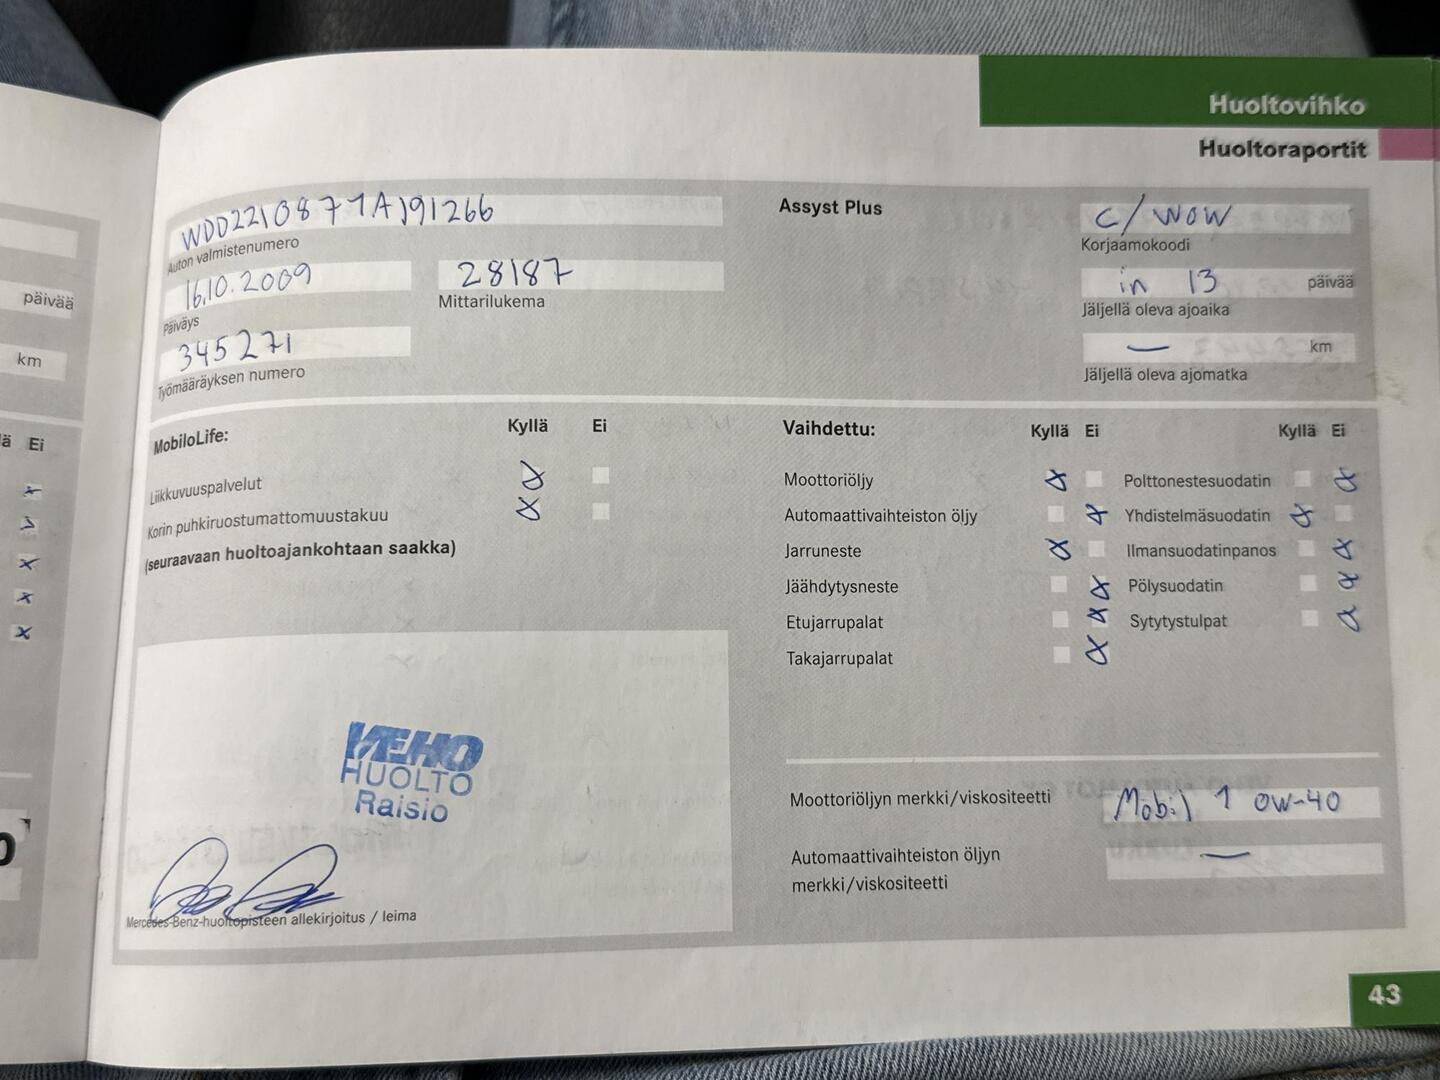 Huoltovihko
Huoltoraportit
WDD2210871A191266
Auton valmistenumero
16.10.2009
Päiväys
28187
Mittarilukema
345271
Työmääräyksen numero
Assyst Plus
C/WOW
Korjaamokoodi
in 13 päivää
Jäljellä oleva ajoaika
— km
Jäljellä oleva ajomatka
päivää
km
ä Ei
MobiloLife: Kyllä Ei
Liikkuvuuspalvelut
Korin puhkiruostumattomuustakuu
(seuraavaan huoltoajankohtaan saakka)
Vaihdettu: Kyllä Ei Kyllä Ei
Moottoriöljy Polttonestesuodatin
Automaattivaihteiston öljy Yhdistelmäsuodatin
Jarruneste Ilmansuodatinpanos
Jäähdytysneste Pölysuodatin
Etujarrupalat Sytytystulpat
Takajarrupalat
VEHO
HUOLTO
Raisio
Mercedes-Benz-huoltopisteen allekirjoitus / leima
Moottoriöljyn merkki/viskositeetti Mobil 1 0W-40
Automaattivaihteiston öljyn —
merkki/viskositeetti
43